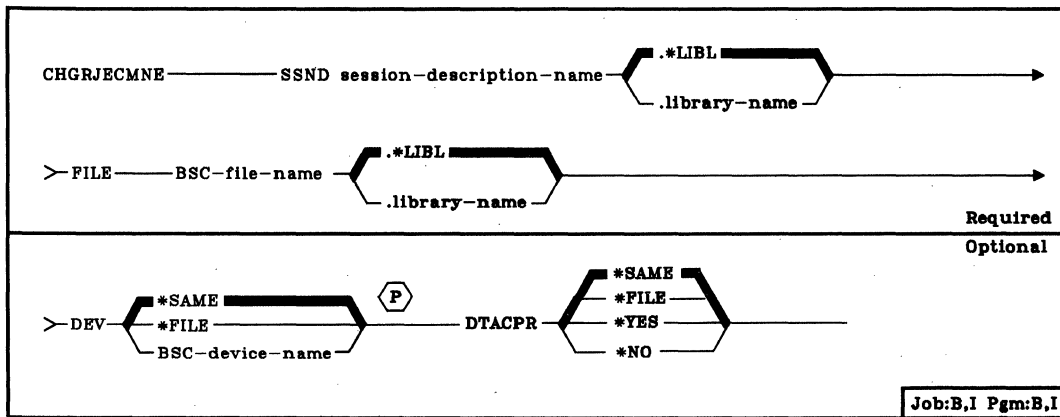 .*LIBL
CHGRJECMNE SSND session-description-name
.library-name
.*LIBL
>-FILE BSC-file-name
.library-name
Required
Optional
*SAME
*SAME P *FILE
>-DEV *FILE DTACPR *YES
BSC-device-name *NO
Job:B,I Pgm:B,I